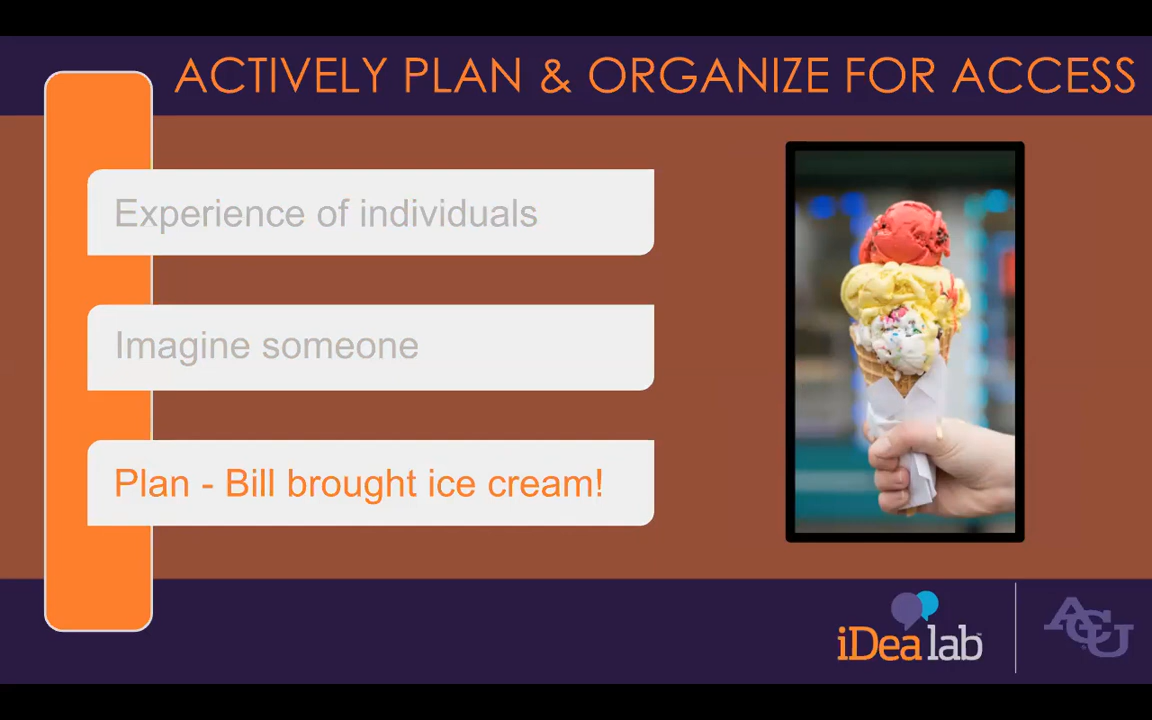 ACTIVELY PLAN & ORGANIZE FOR ACCESS
Experience of individuals
Imagine someone
Plan - Bill brought ice cream!
iDea lab
ACU